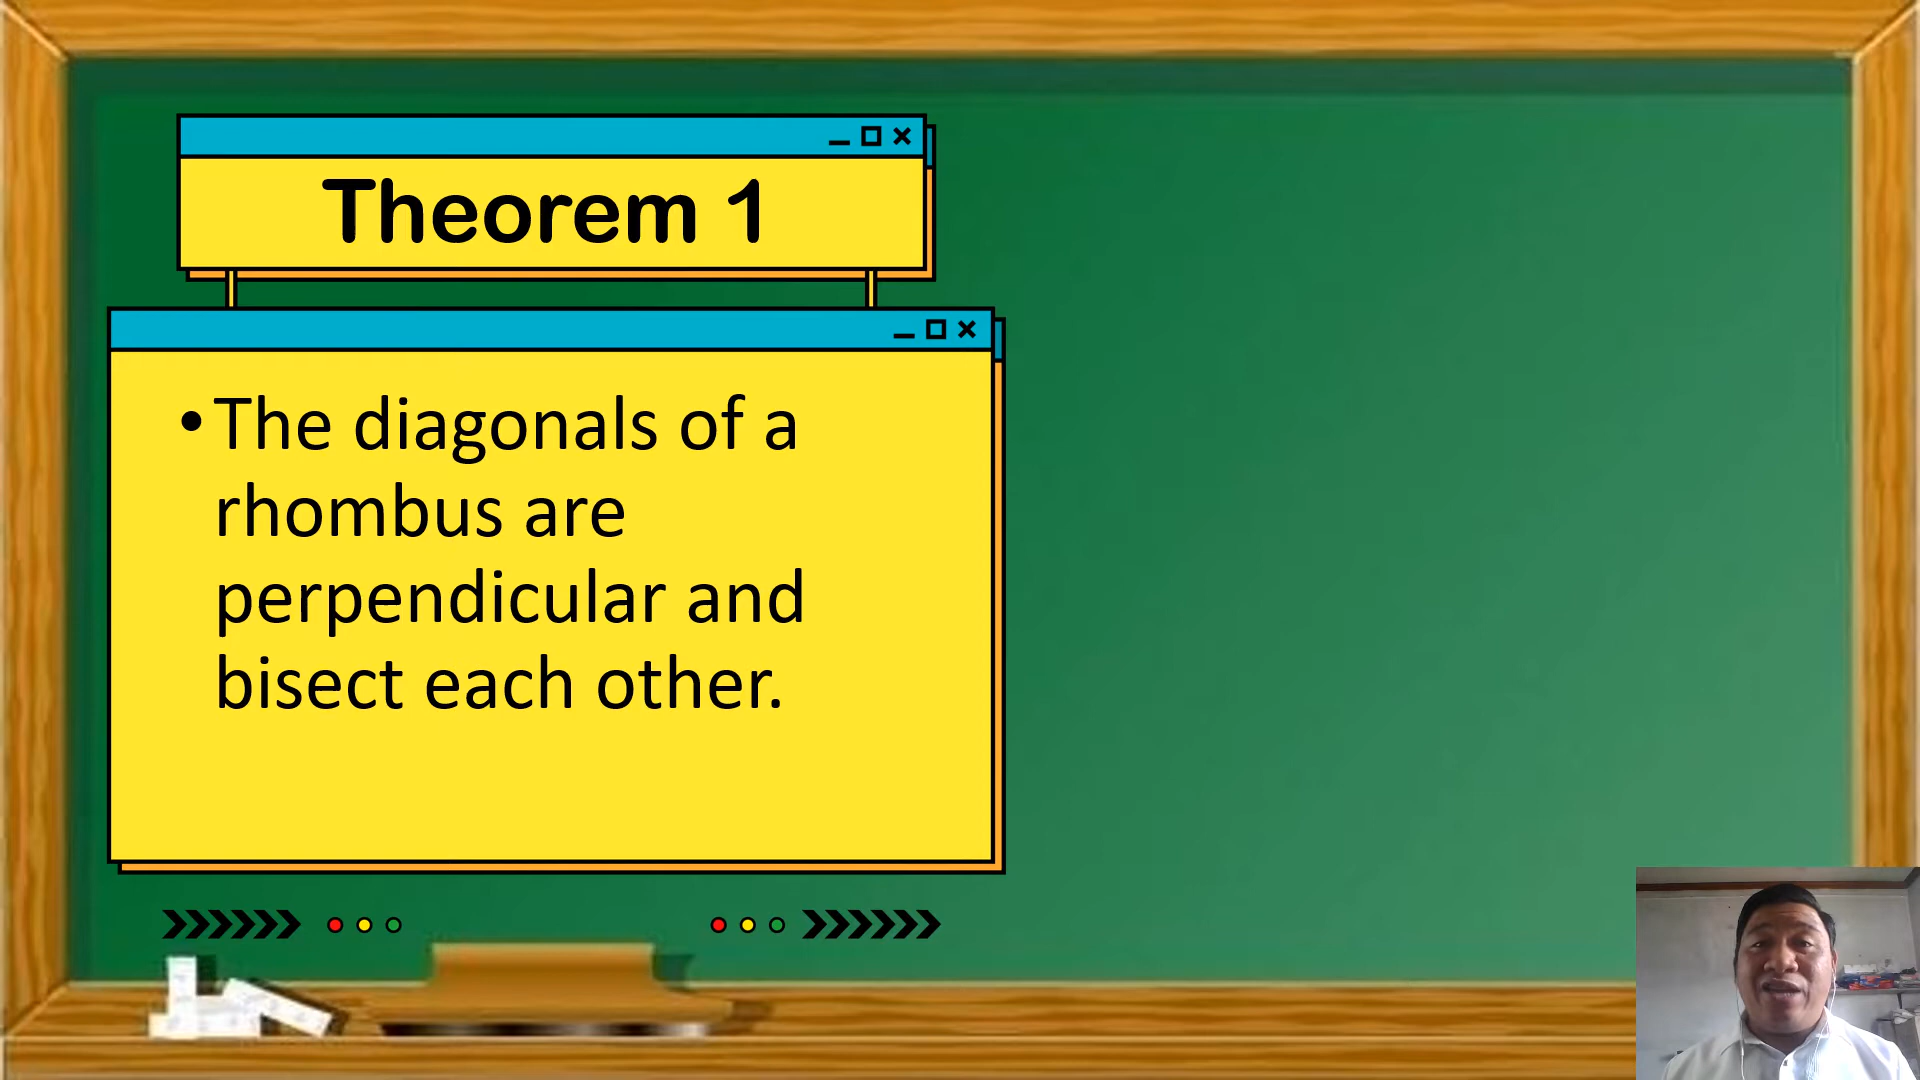 Theorem 1
•The diagonals of a
rhombus are
perpendicular and
bisect each other.